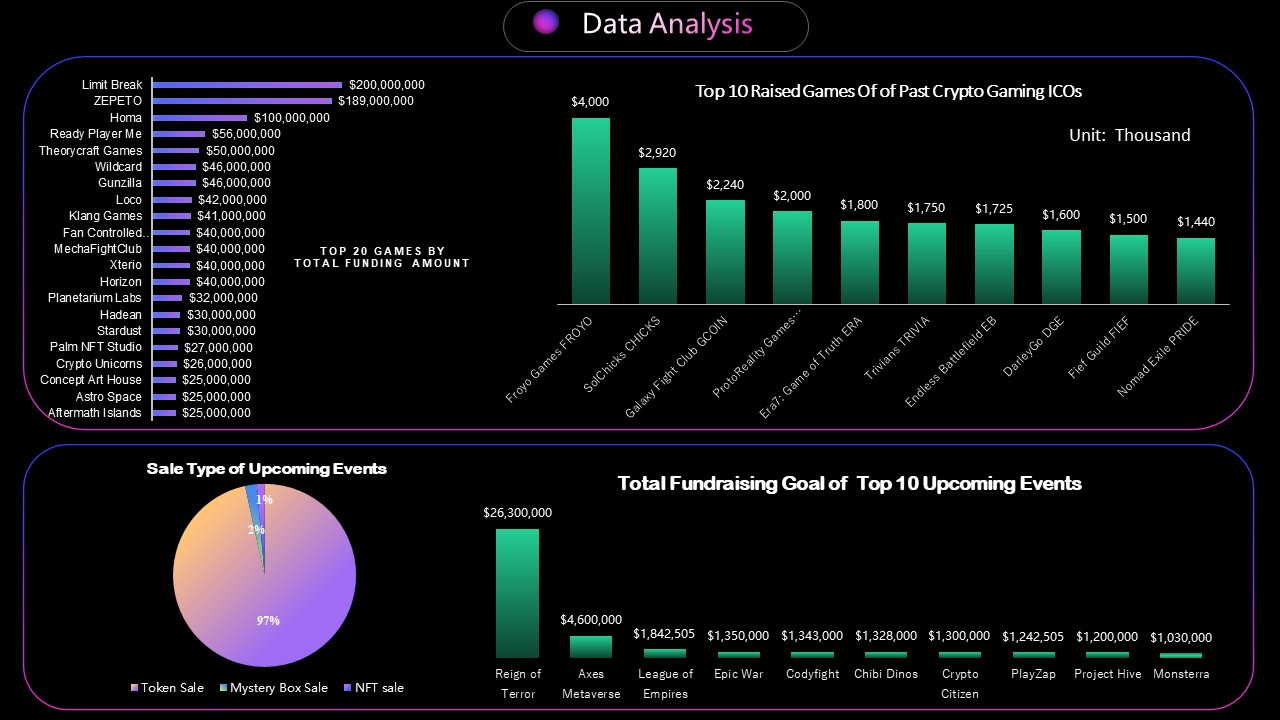 Data Analysis
Limit Break $200,000,000
ZEPETO $189,000,000
Homa $100,000,000
Ready Player Me $56,000,000
Theorycraft Games $50,000,000
Wildcard $46,000,000
Gunzilla $46,000,000
Loco $42,000,000
Klang Games $41,000,000
Fan Controlled… $40,000,000
MechaFightClub $40,000,000
Xterio $40,000,000
Horizon $40,000,000
Planetarium Labs $32,000,000
Hadean $30,000,000
Stardust $30,000,000
Palm NFT Studio $27,000,000
Crypto Unicorns $26,000,000
Concept Art House $25,000,000
Astro Space $25,000,000
Aftermath Islands $25,000,000
TOP 20 GAMES BY
TOTAL FUNDING AMOUNT
Top 10 Raised Games Of of Past Crypto Gaming ICOs
Unit: Thousand
$4,000
$2,920
$2,240
$2,000
$1,800
$1,750
$1,725
$1,600
$1,500
$1,440
Froyo Games FROYO
SolChicks CHICKS
Galaxy Fight Club GCOIN
ProtoReality Games…
Era7: Game of Truth ERA
Trivians TRIVIA
Endless Battlefield EB
DarleyGo DGE
Fief Guild FIEF
Nomad Exile PRIDE
Sale Type of Upcoming Events
1%
2%
97%
Token Sale Mystery Box Sale NFT sale
Total Fundraising Goal of Top 10 Upcoming Events
$26,300,000
$4,600,000
$1,842,505
$1,350,000
$1,343,000
$1,328,000
$1,300,000
$1,242,505
$1,200,000
$1,030,000
Reign of
Terror
Axes
Metaverse
League of
Empires
Epic War
Codyfight
Chibi Dinos
Crypto
Citizen
PlayZap
Project Hive
Monsterra